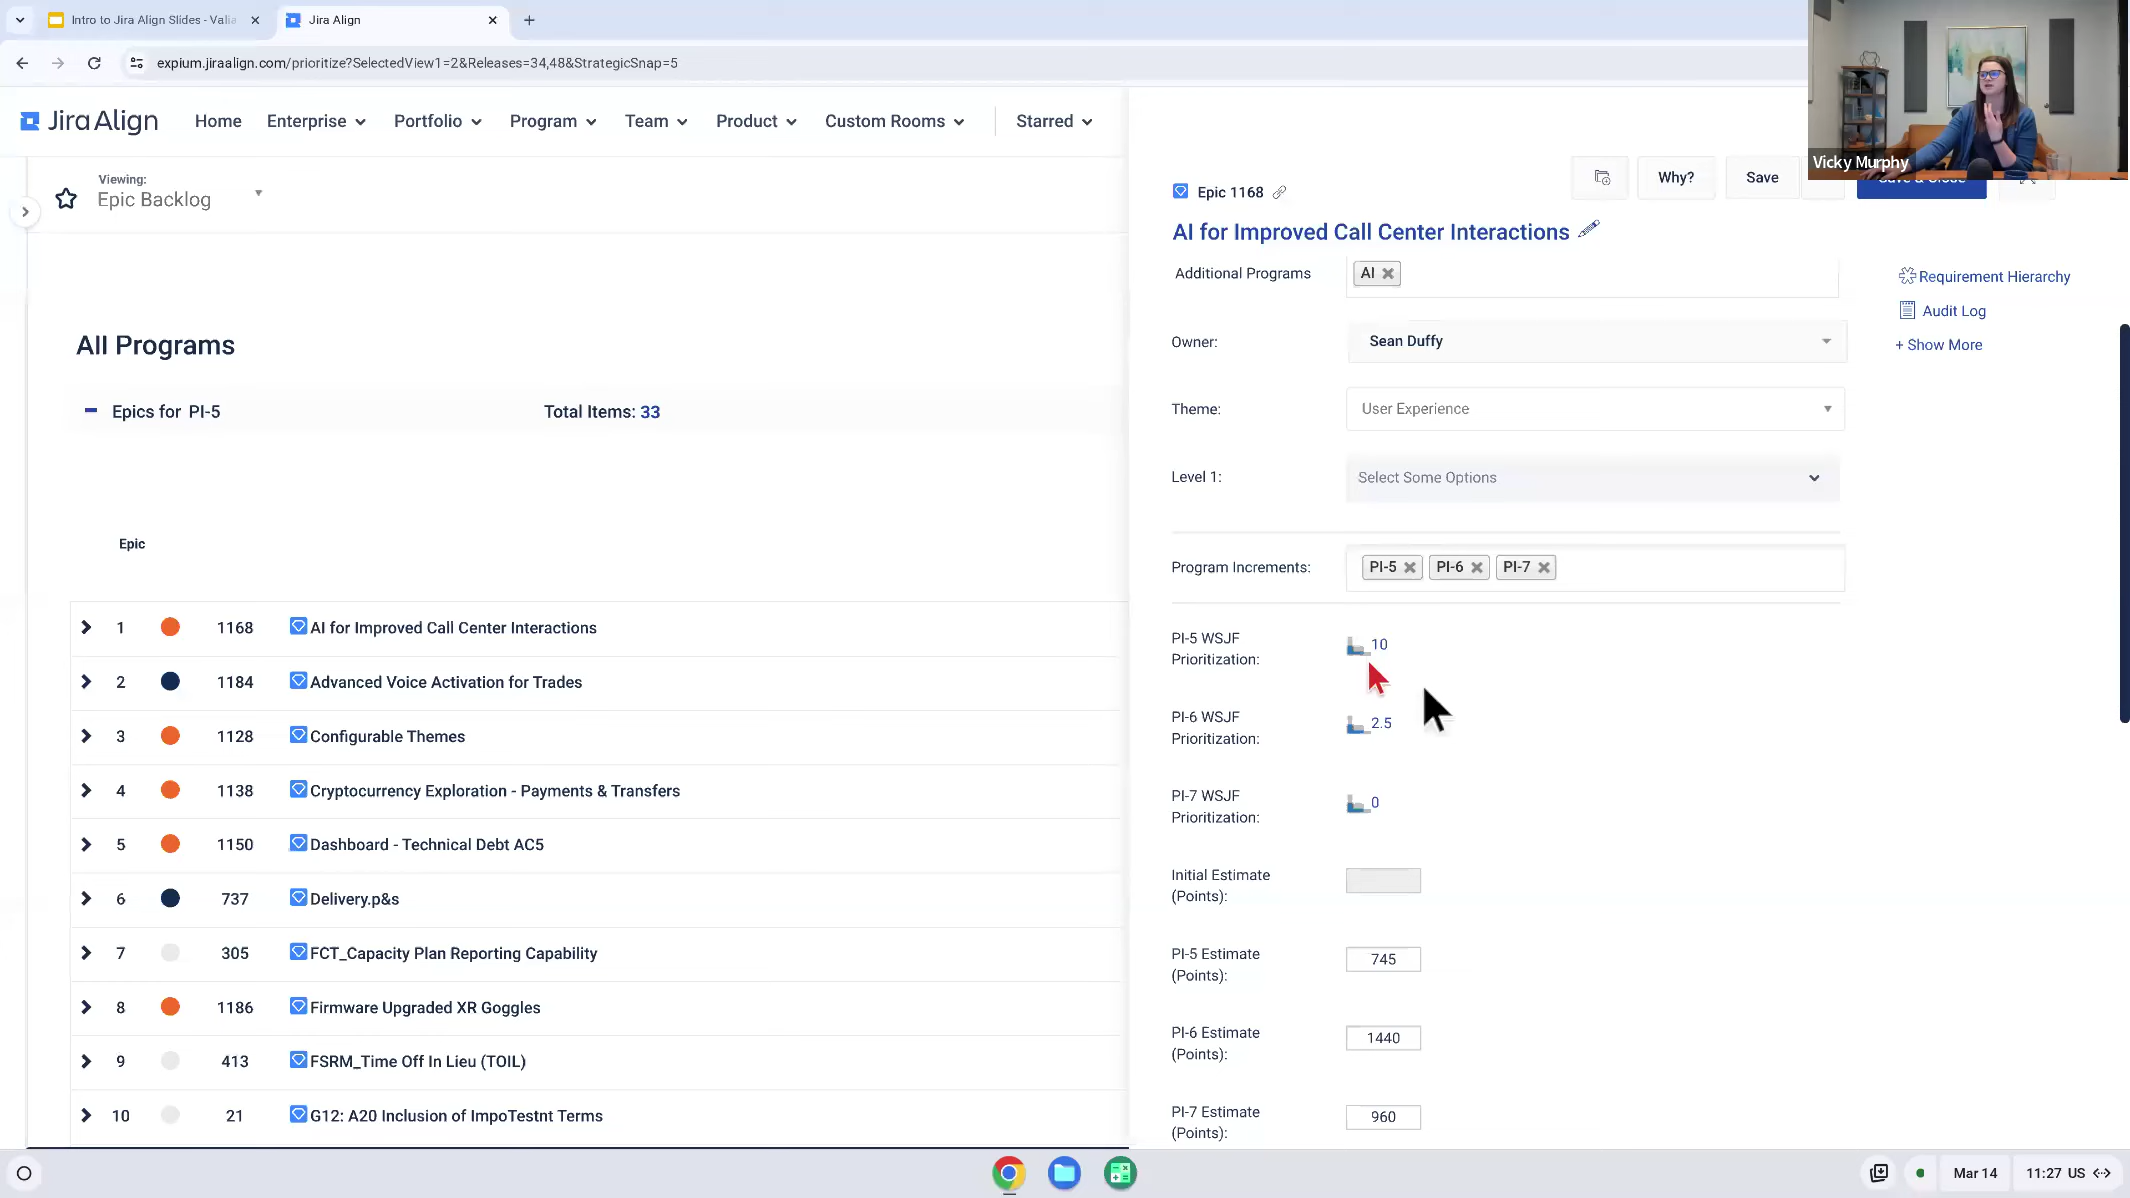 Intro to Jira Align Slides - Valia
Jira Align
expium.jiraalign.com/prioritize?SelectedView1=2&Releases=34,48&StrategicSnap=5
Jira Align
Home
Enterprise
Portfolio
Program
Team
Product
Custom Rooms
Starred
Vicky Murphy
Viewing:
Epic Backlog
Epic 1168
Why?
Save
Save & Close
AI for Improved Call Center Interactions
Additional Programs
AI
Requirement Hierarchy
Audit Log
+ Show More
Owner:
Sean Duffy
Theme:
User Experience
Level 1:
Select Some Options
Program Increments:
PI-5
PI-6
PI-7
PI-5 WSJF
Prioritization:
10
PI-6 WSJF
Prioritization:
2.5
PI-7 WSJF
Prioritization:
0
Initial Estimate
(Points):
PI-5 Estimate
(Points):
745
PI-6 Estimate
(Points):
1440
PI-7 Estimate
(Points):
960
All Programs
Epics for PI-5
Total Items: 33
Epic
1 1168 AI for Improved Call Center Interactions
2 1184 Advanced Voice Activation for Trades
3 1128 Configurable Themes
4 1138 Cryptocurrency Exploration - Payments & Transfers
5 1150 Dashboard - Technical Debt AC5
6 737 Delivery.p&s
7 305 FCT_Capacity Plan Reporting Capability
8 1186 Firmware Upgraded XR Goggles
9 413 FSRM_Time Off In Lieu (TOIL)
10 21 G12: A20 Inclusion of ImpoTestnt Terms
Mar 14
11:27 US